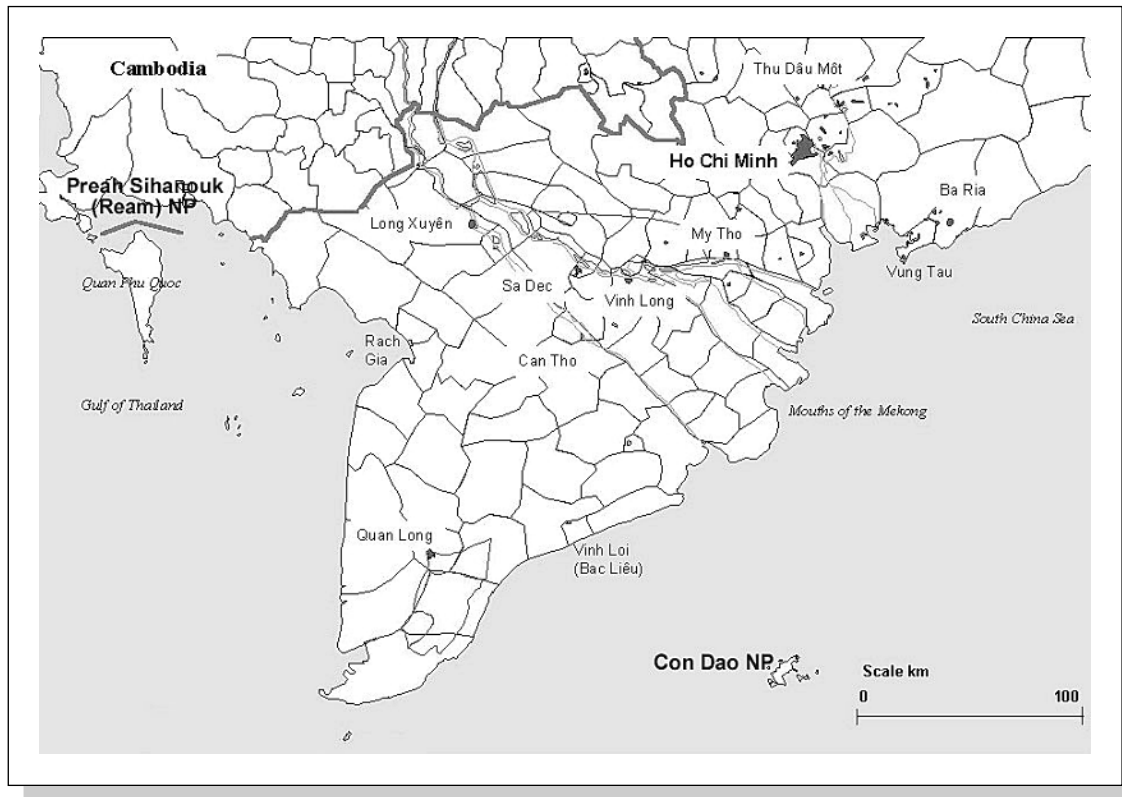 Cambodia
Thu Dâu Môt
Ho Chi Minh
Preah Sihanouk
(Ream) NP
Ba Ria
Long Xuyên
My Tho
Vung Tau
Quan Phu Quoc
Sa Dec
Vinh Long
South China Sea
Rach
Gia
Can Tho
Gulf of Thailand
Mouths of the Mekong
Quan Long
Vinh Loi
(Bac Liêu)
Con Dao NP
Scale km
0 100